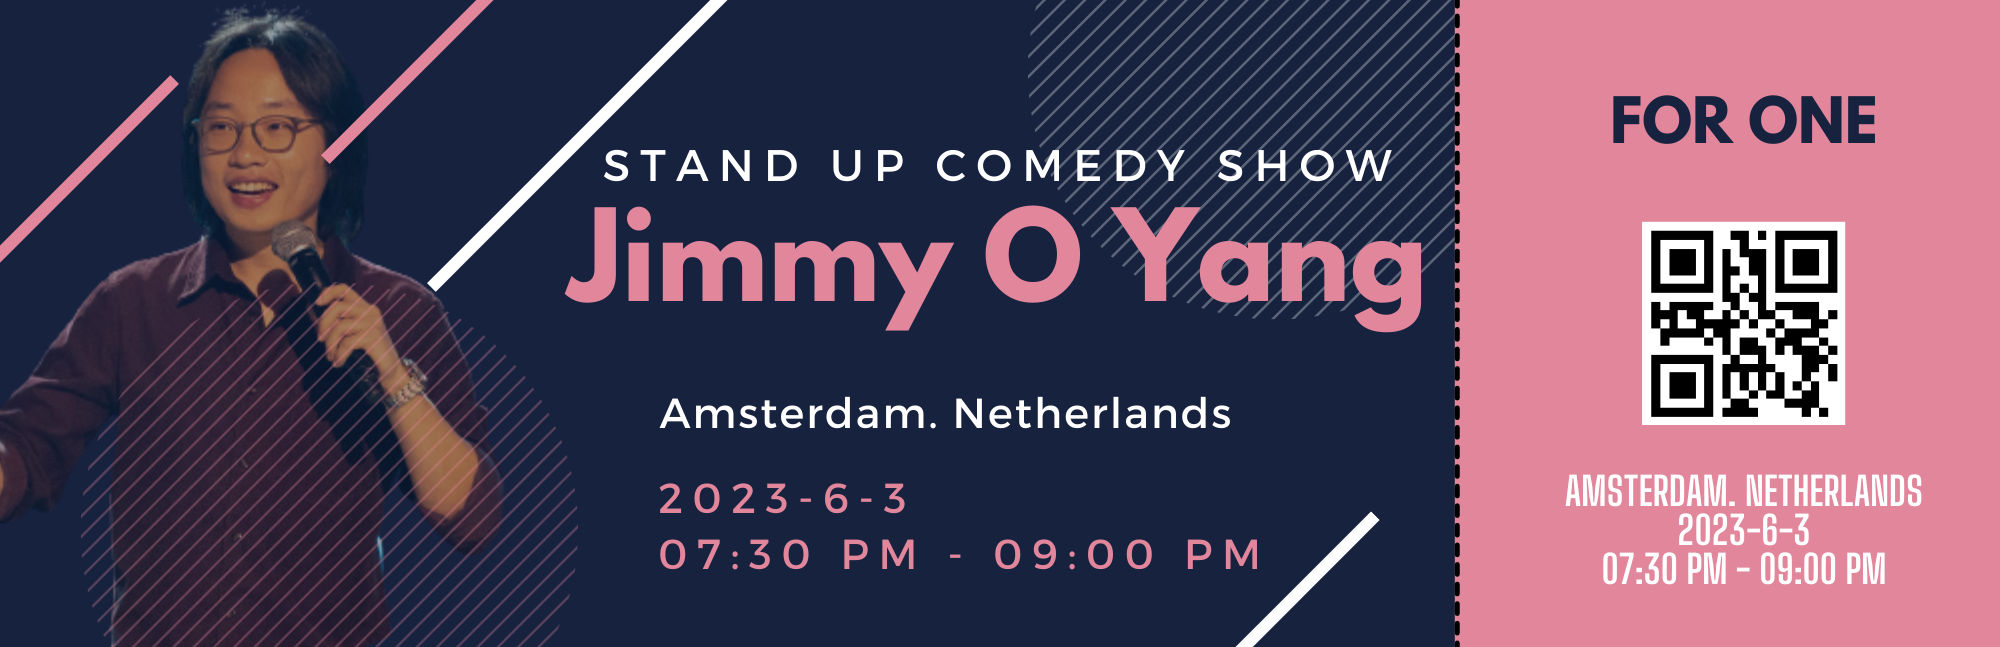 STAND UP COMEDY SHOW
Jimmy O Yang
Amsterdam. Netherlands
2023-6-3
07:30 PM - 09:00 PM
FOR ONE
AMSTERDAM. NETHERLANDS
2023-6-3
07:30 PM - 09:00 PM